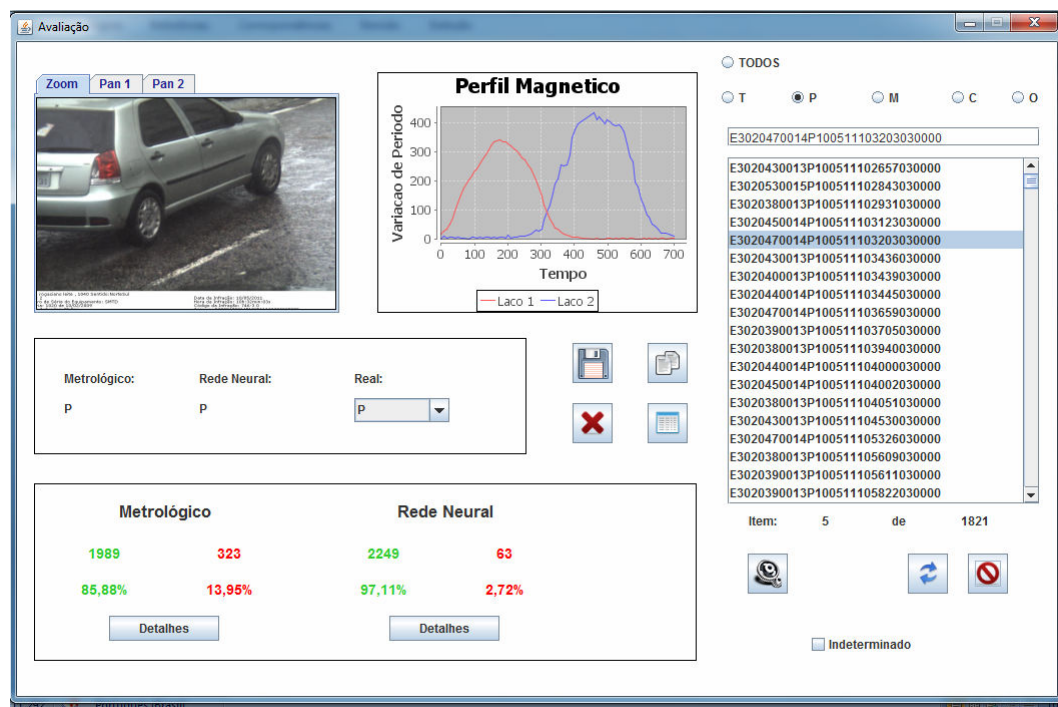 Avaliação
Zoom Pan 1 Pan 2
Perfil Magnetico
Variacao de Periodo
400
300
200
100
0
0 100 200 300 400 500 600 700
Tempo
Laco 1 Laco 2
TODOS
T P M C O
E3020470014P100511103203030000
E3020430013P100511102657030000
E3020530015P100511102843030000
E3020380013P100511102931030000
E3020450014P100511103123030000
E3020470014P100511103203030000
E3020430013P100511103436030000
E3020400013P100511103439030000
E3020440014P100511103445030000
E3020470014P100511103659030000
E3020390013P100511103705030000
E3020380013P100511103940030000
E3020440014P100511104000030000
E3020450014P100511104002030000
E3020380013P100511104051030000
E3020430013P100511104530030000
E3020470014P100511105326030000
E3020380013P100511105609030000
E3020390013P100511105611030000
E3020390013P100511105822030000
Item: 5 de 1821
Indeterminado
Metrológico: Rede Neural: Real:
P P P
Metrológico Rede Neural
1989 323 2249 63
85,88% 13,95% 97,11% 2,72%
Detalhes Detalhes